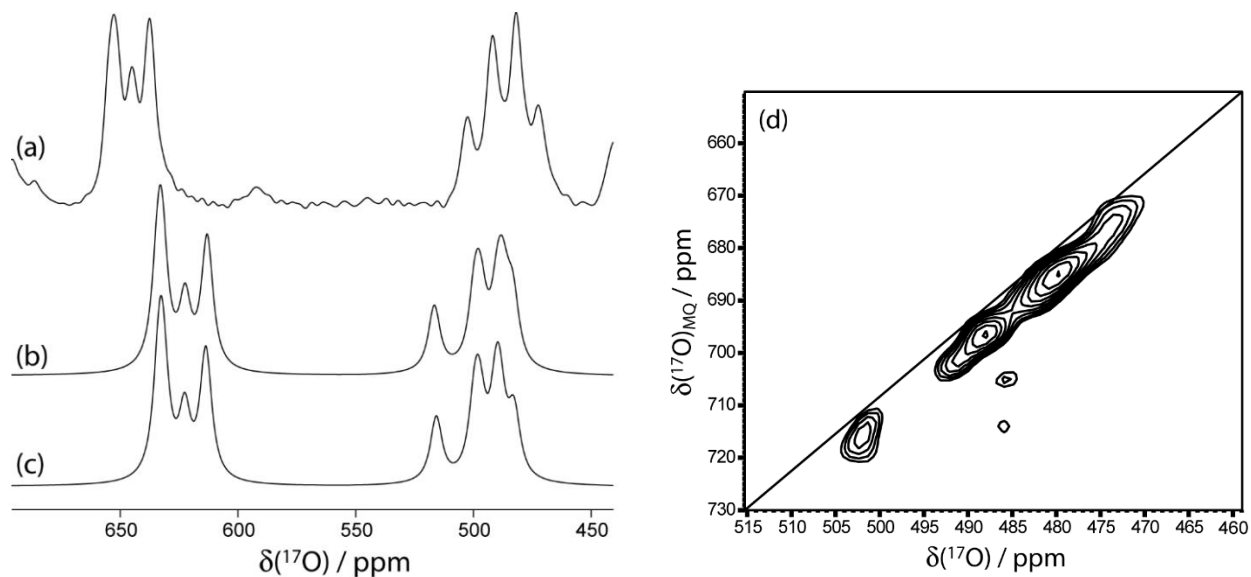 (a)
(b)
(c)
650 600 550 500 450
δ(¹⁷O) / ppm
(d)
660
670
680
690
700
710
720
730
δ(¹⁷O)MQ / ppm
515 510 505 500 495 490 485 480 475 470 465 460
δ(¹⁷O) / ppm